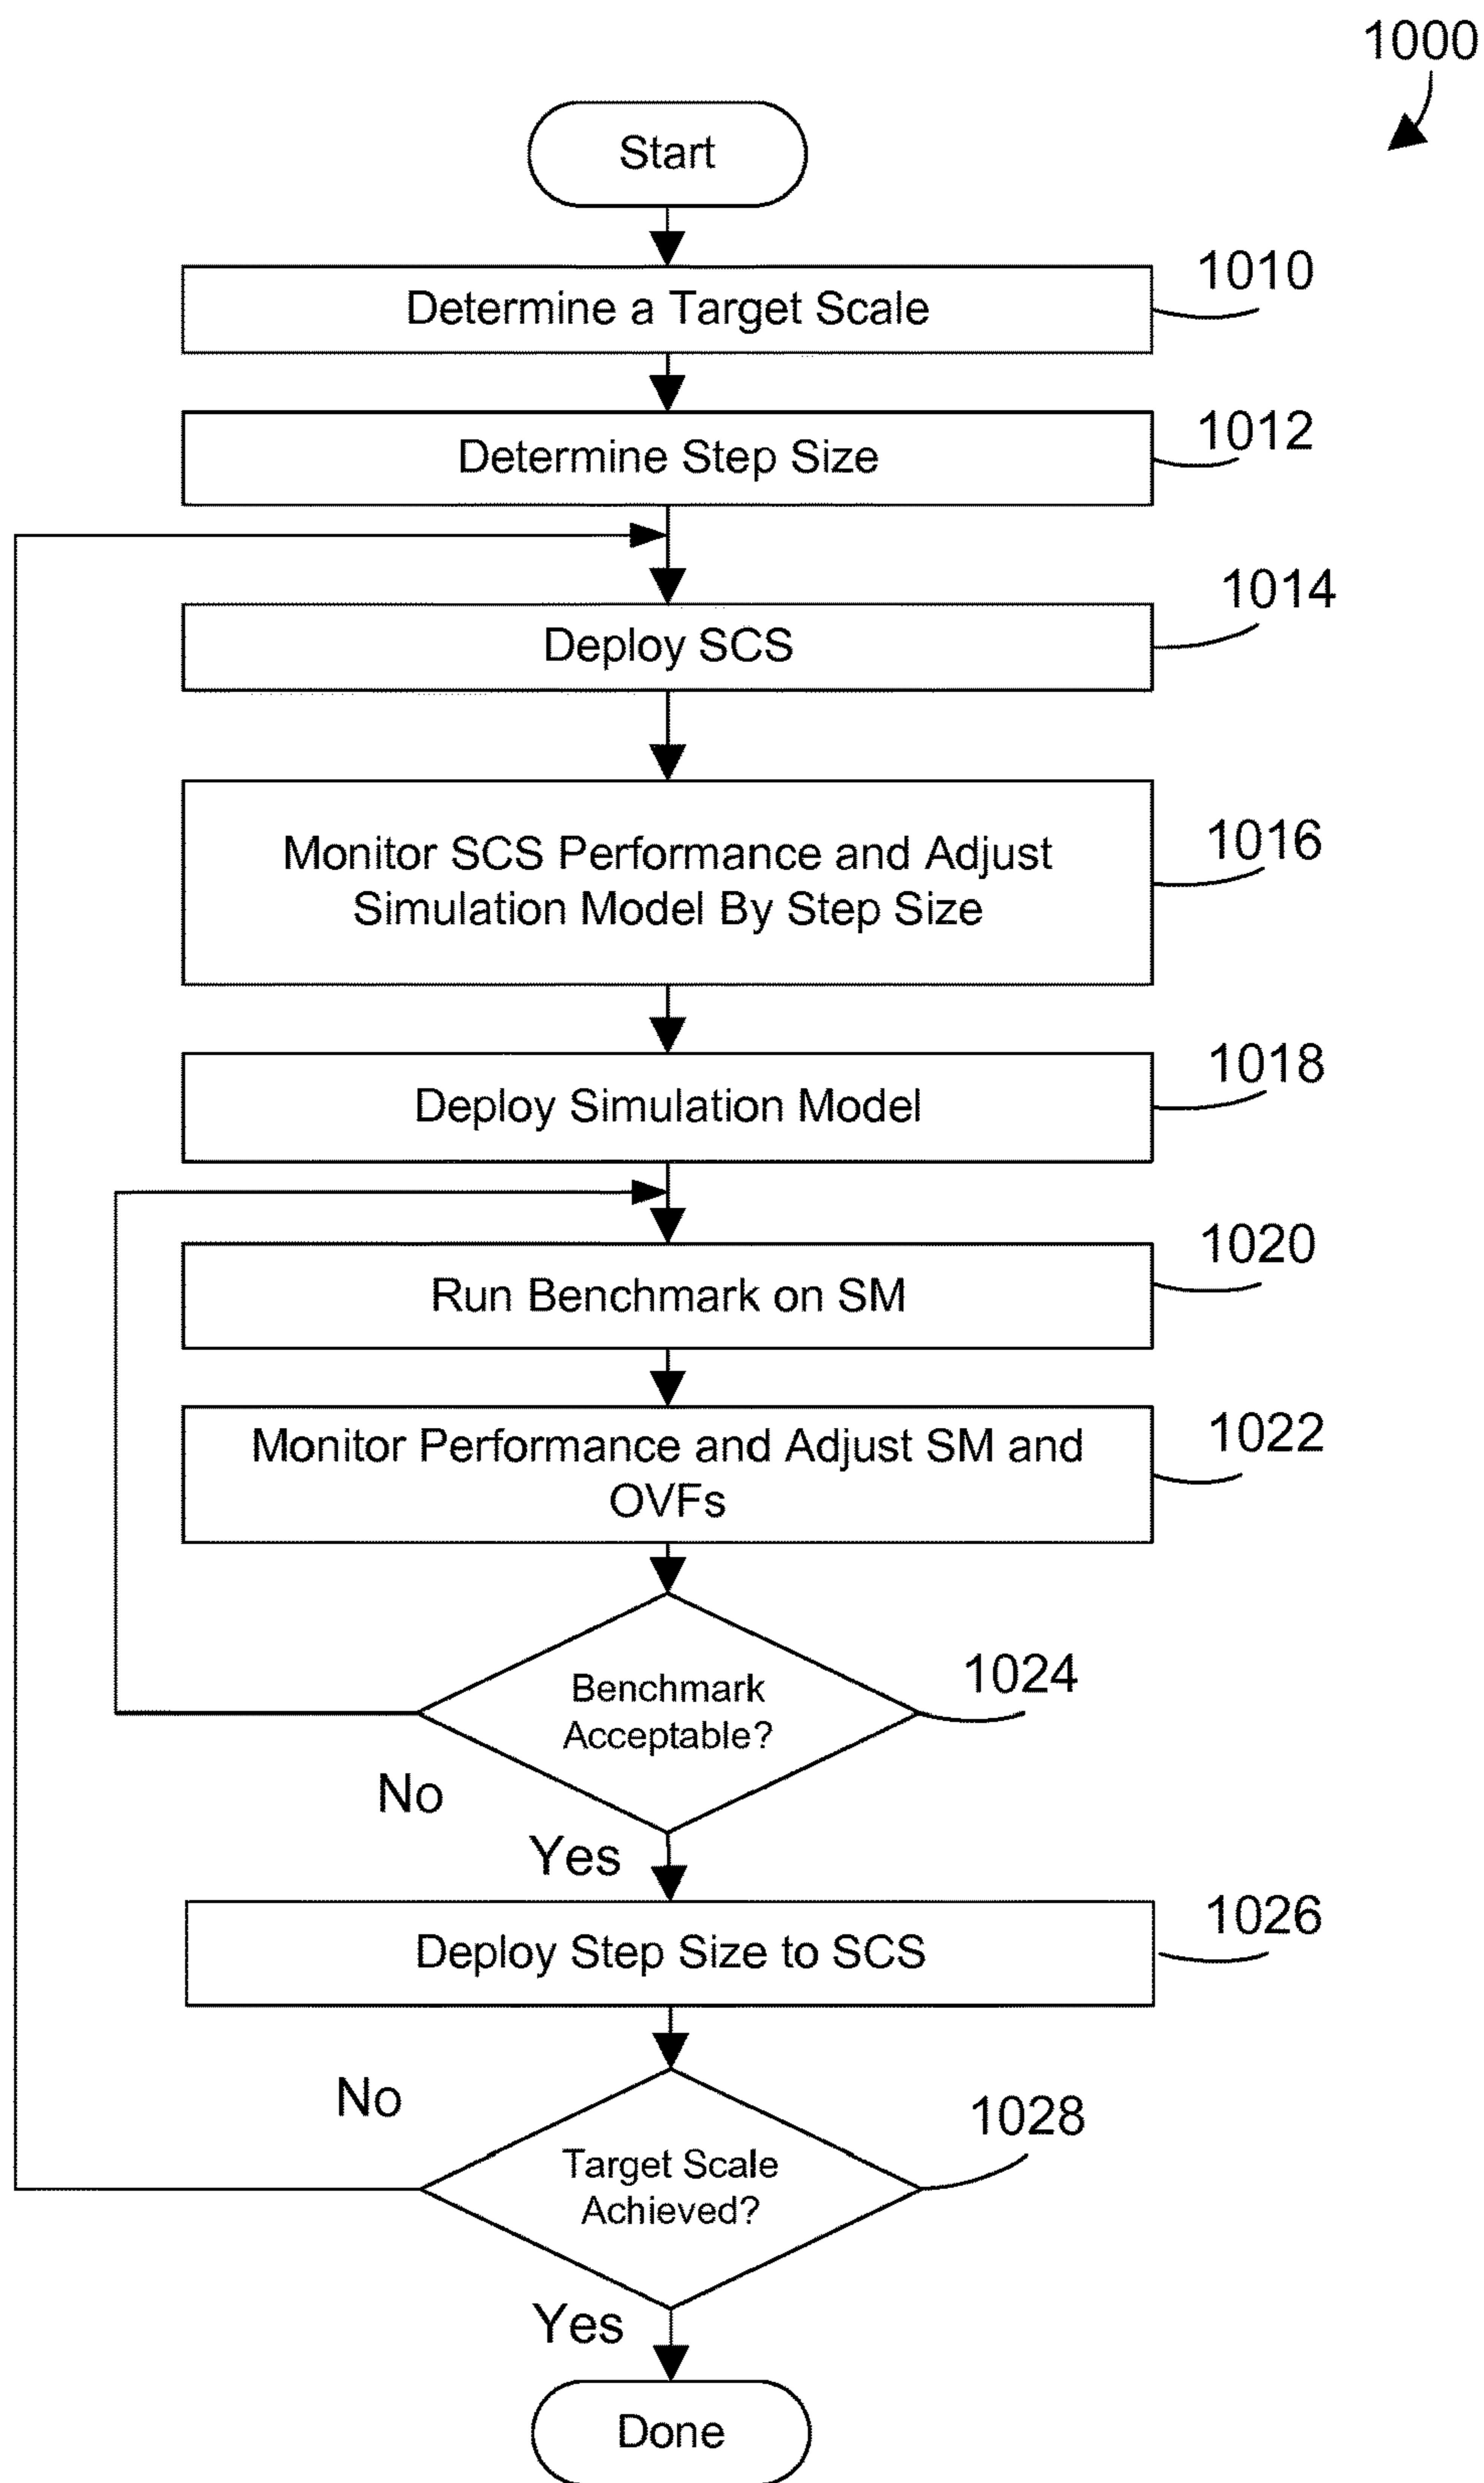 1000
Start
Determine a Target Scale
1010
Determine Step Size
1012
Deploy SCS
1014
Monitor SCS Performance and Adjust
Simulation Model By Step Size
1016
Deploy Simulation Model
1018
Run Benchmark on SM
1020
Monitor Performance and Adjust SM and
OVFs
1022
Benchmark
Acceptable?
1024
No
Yes
Deploy Step Size to SCS
1026
No
Target Scale
Achieved?
1028
Yes
Done